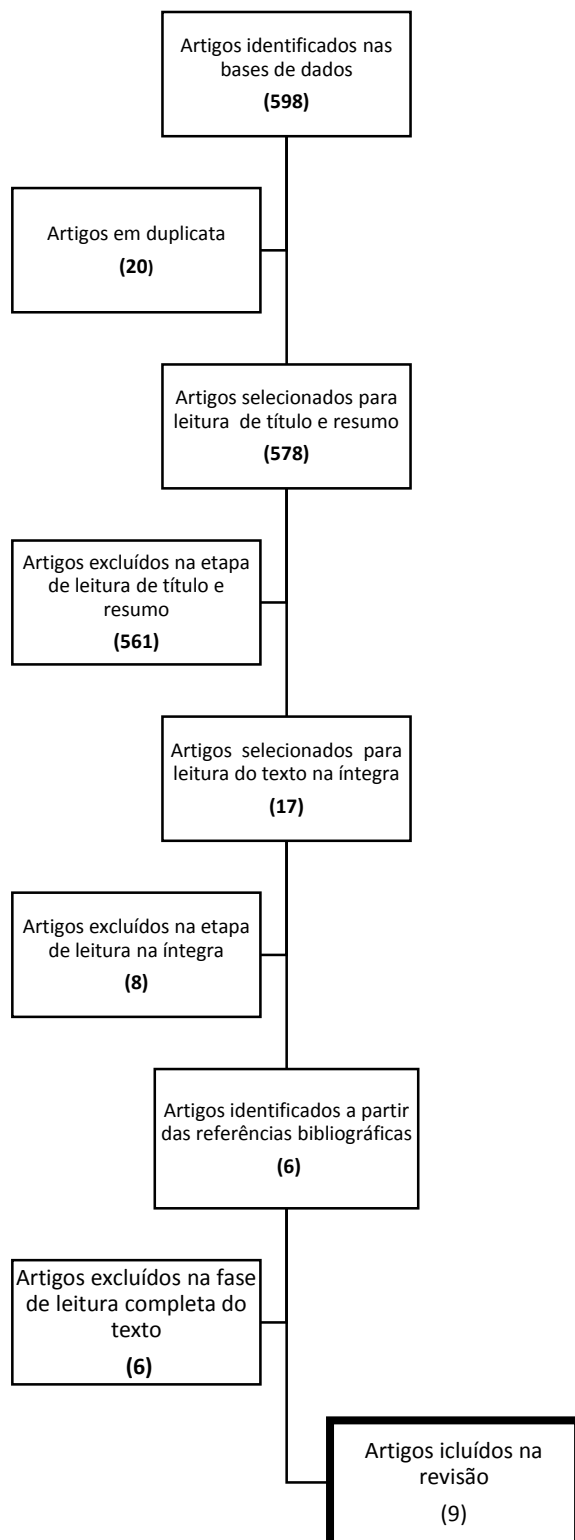 Artigos identificados nas
bases de dados
(598)
Artigos em duplicata
(20)
Artigos selecionados para
leitura de título e resumo
(578)
Artigos excluídos na etapa
de leitura de título e
resumo
(561)
Artigos selecionados para
leitura do texto na íntegra
(17)
Artigos excluídos na etapa
de leitura na íntegra
(8)
Artigos identificados a partir
das referências bibliográficas
(6)
Artigos excluídos na fase
de leitura completa do
texto
(6)
Artigos icluídos na
revisão
(9)